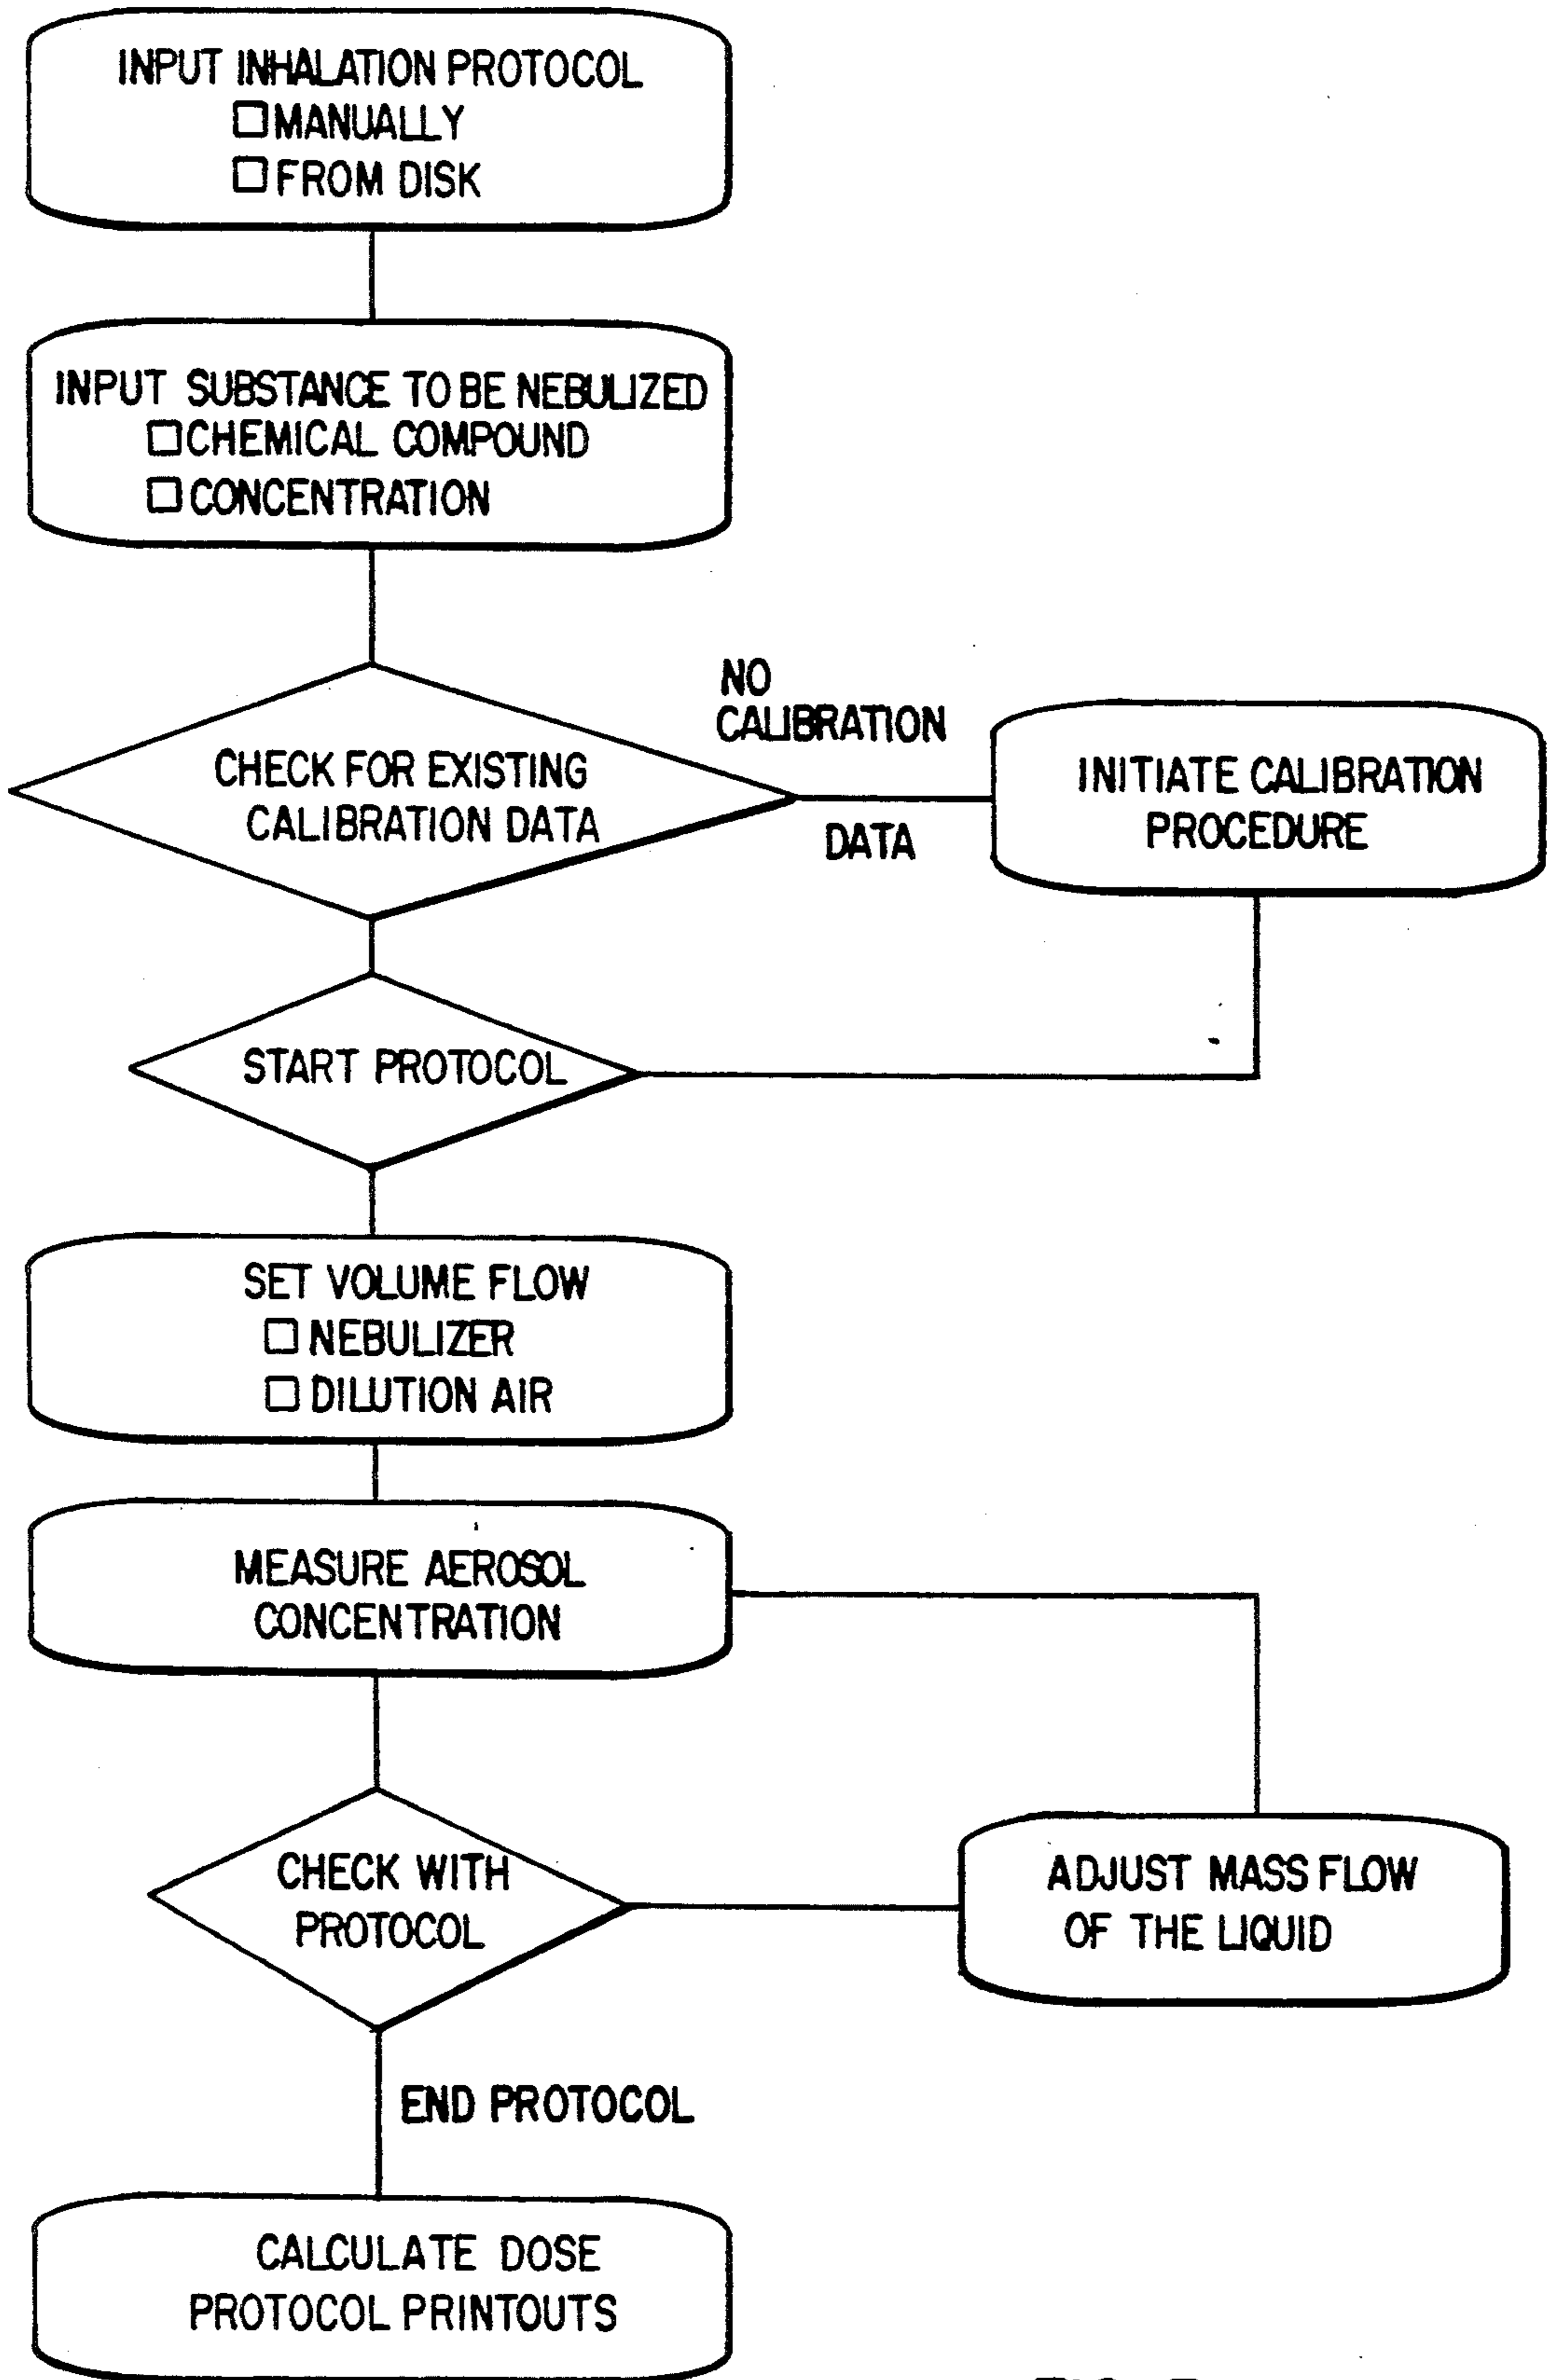 INPUT INHALATION PROTOCOL
☐ MANUALLY
☐ FROM DISK
INPUT SUBSTANCE TO BE NEBULIZED
☐ CHEMICAL COMPOUND
☐ CONCENTRATION
CHECK FOR EXISTING
CALIBRATION DATA
NO
CALIBRATION
DATA
INITIATE CALIBRATION
PROCEDURE
START PROTOCOL
SET VOLUME FLOW
☐ NEBULIZER
☐ DILUTION AIR
MEASURE AEROSOL
CONCENTRATION
CHECK WITH
PROTOCOL
ADJUST MASS FLOW
OF THE LIQUID
END PROTOCOL
CALCULATE DOSE
PROTOCOL PRINTOUTS